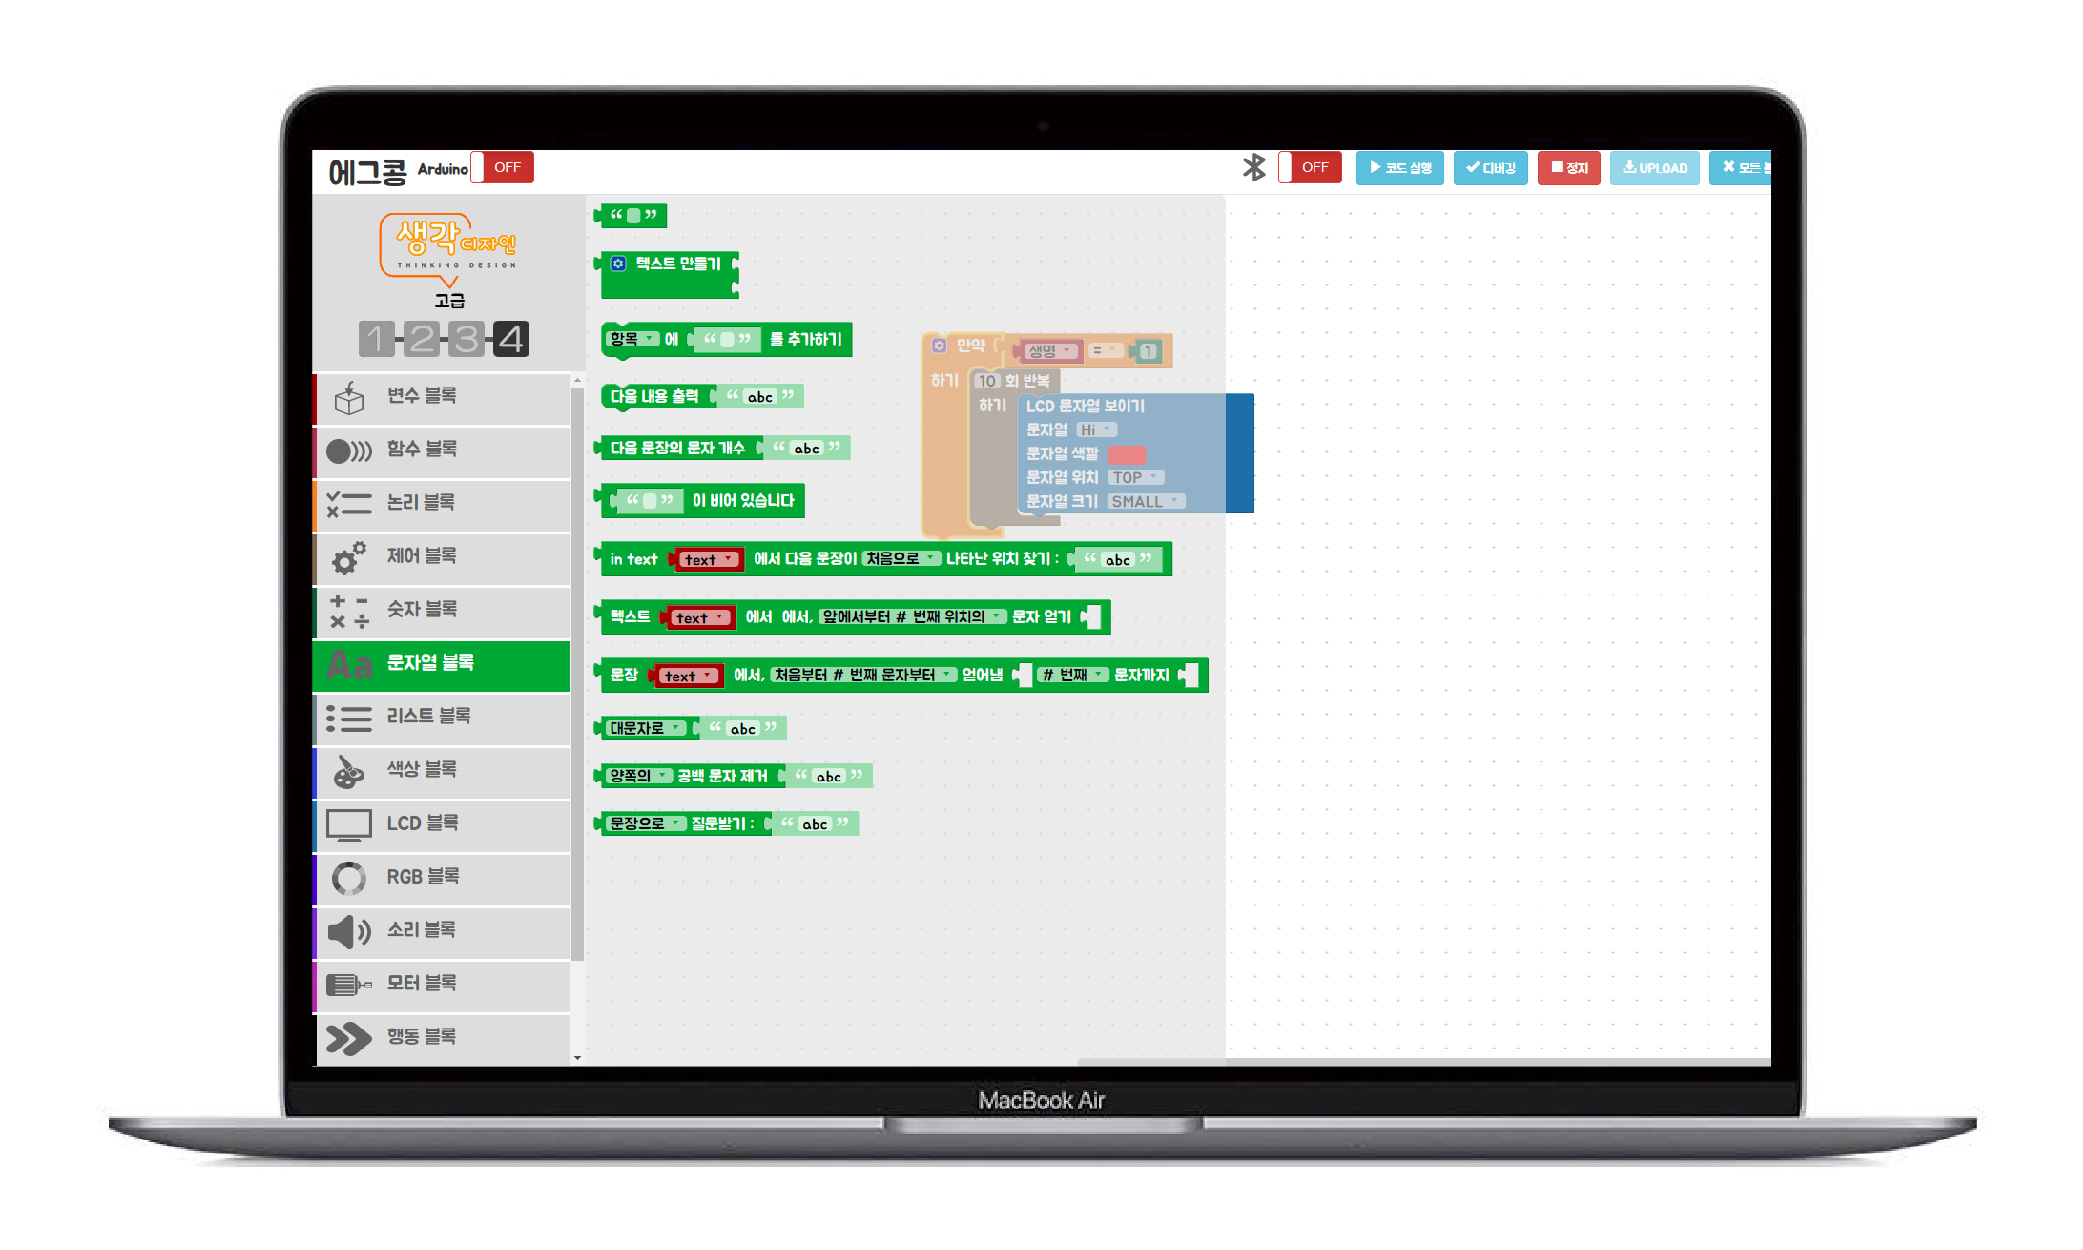 에그콩 Arduino OFF
OFF 코드 실행 디버깅 정지 UPLOAD 모든
생각디자인
THINKING DESIGN
고급
1 2 3 4
변수 블록
함수 블록
논리 블록
제어 블록
숫자 블록
Aa 문자열 블록
리스트 블록
색상 블록
LCD 블록
RGB 블록
소리 블록
모터 블록
행동 블록
“ ”
텍스트 만들기
항목 에 “ ” 를 추가하기
다음 내용 출력 “ abc ”
다음 문장의 문자 개수 “ abc ”
“ ” 이 비어 있습니다
in text text 에서 다음 문장이 처음으로 나타난 위치 찾기 : “ abc ”
텍스트 text 에서 에서, 앞에서부터 # 번째 위치의 문자 얻기
문장 text 에서, 처음부터 # 번째 문자부터 얻어냄 # 번째 문자까지
대문자로 “ abc ”
양쪽의 공백 문자 제거 “ abc ”
문장으로 질문받기 : “ abc ”
만약 생명 = 1
하기 10 회 반복
하기 LCD 문자열 보이기
문자열 Hi
문자열 색깔
문자열 위치 TOP
문자열 크기 SMALL
MacBook Air